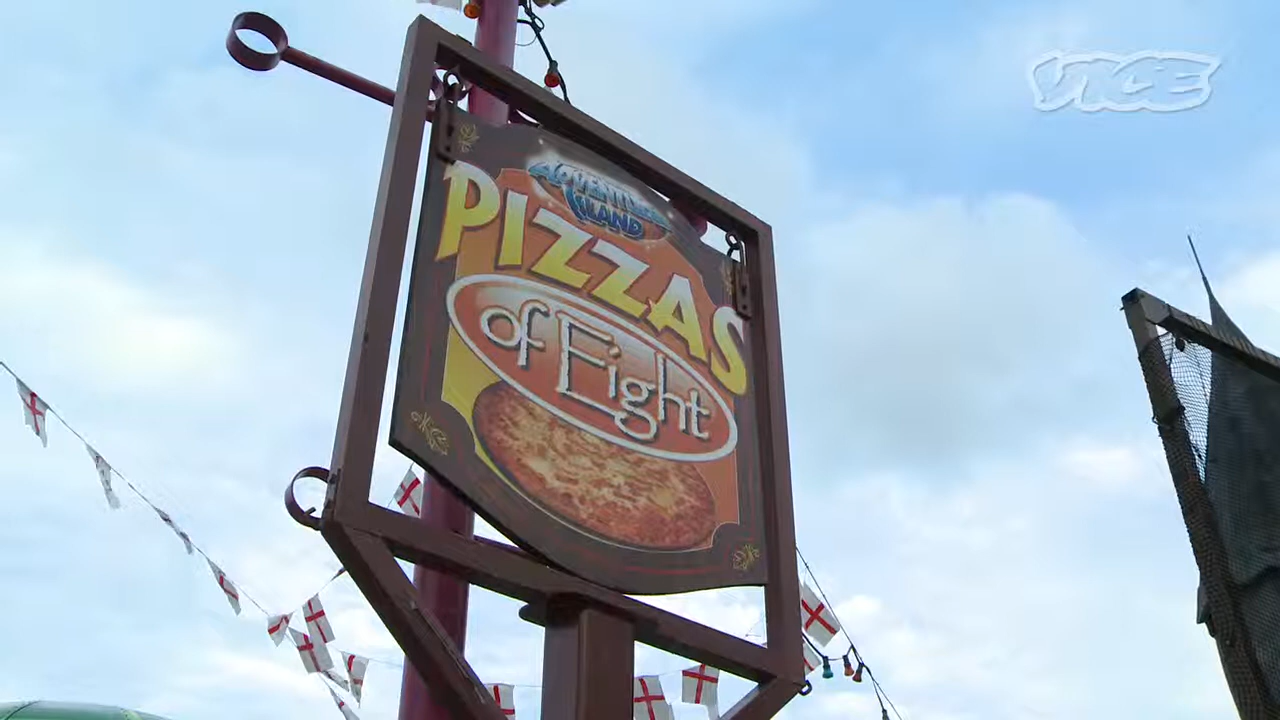 VICE
ADVENTURE
ISLAND
PIZZAS
of Eight